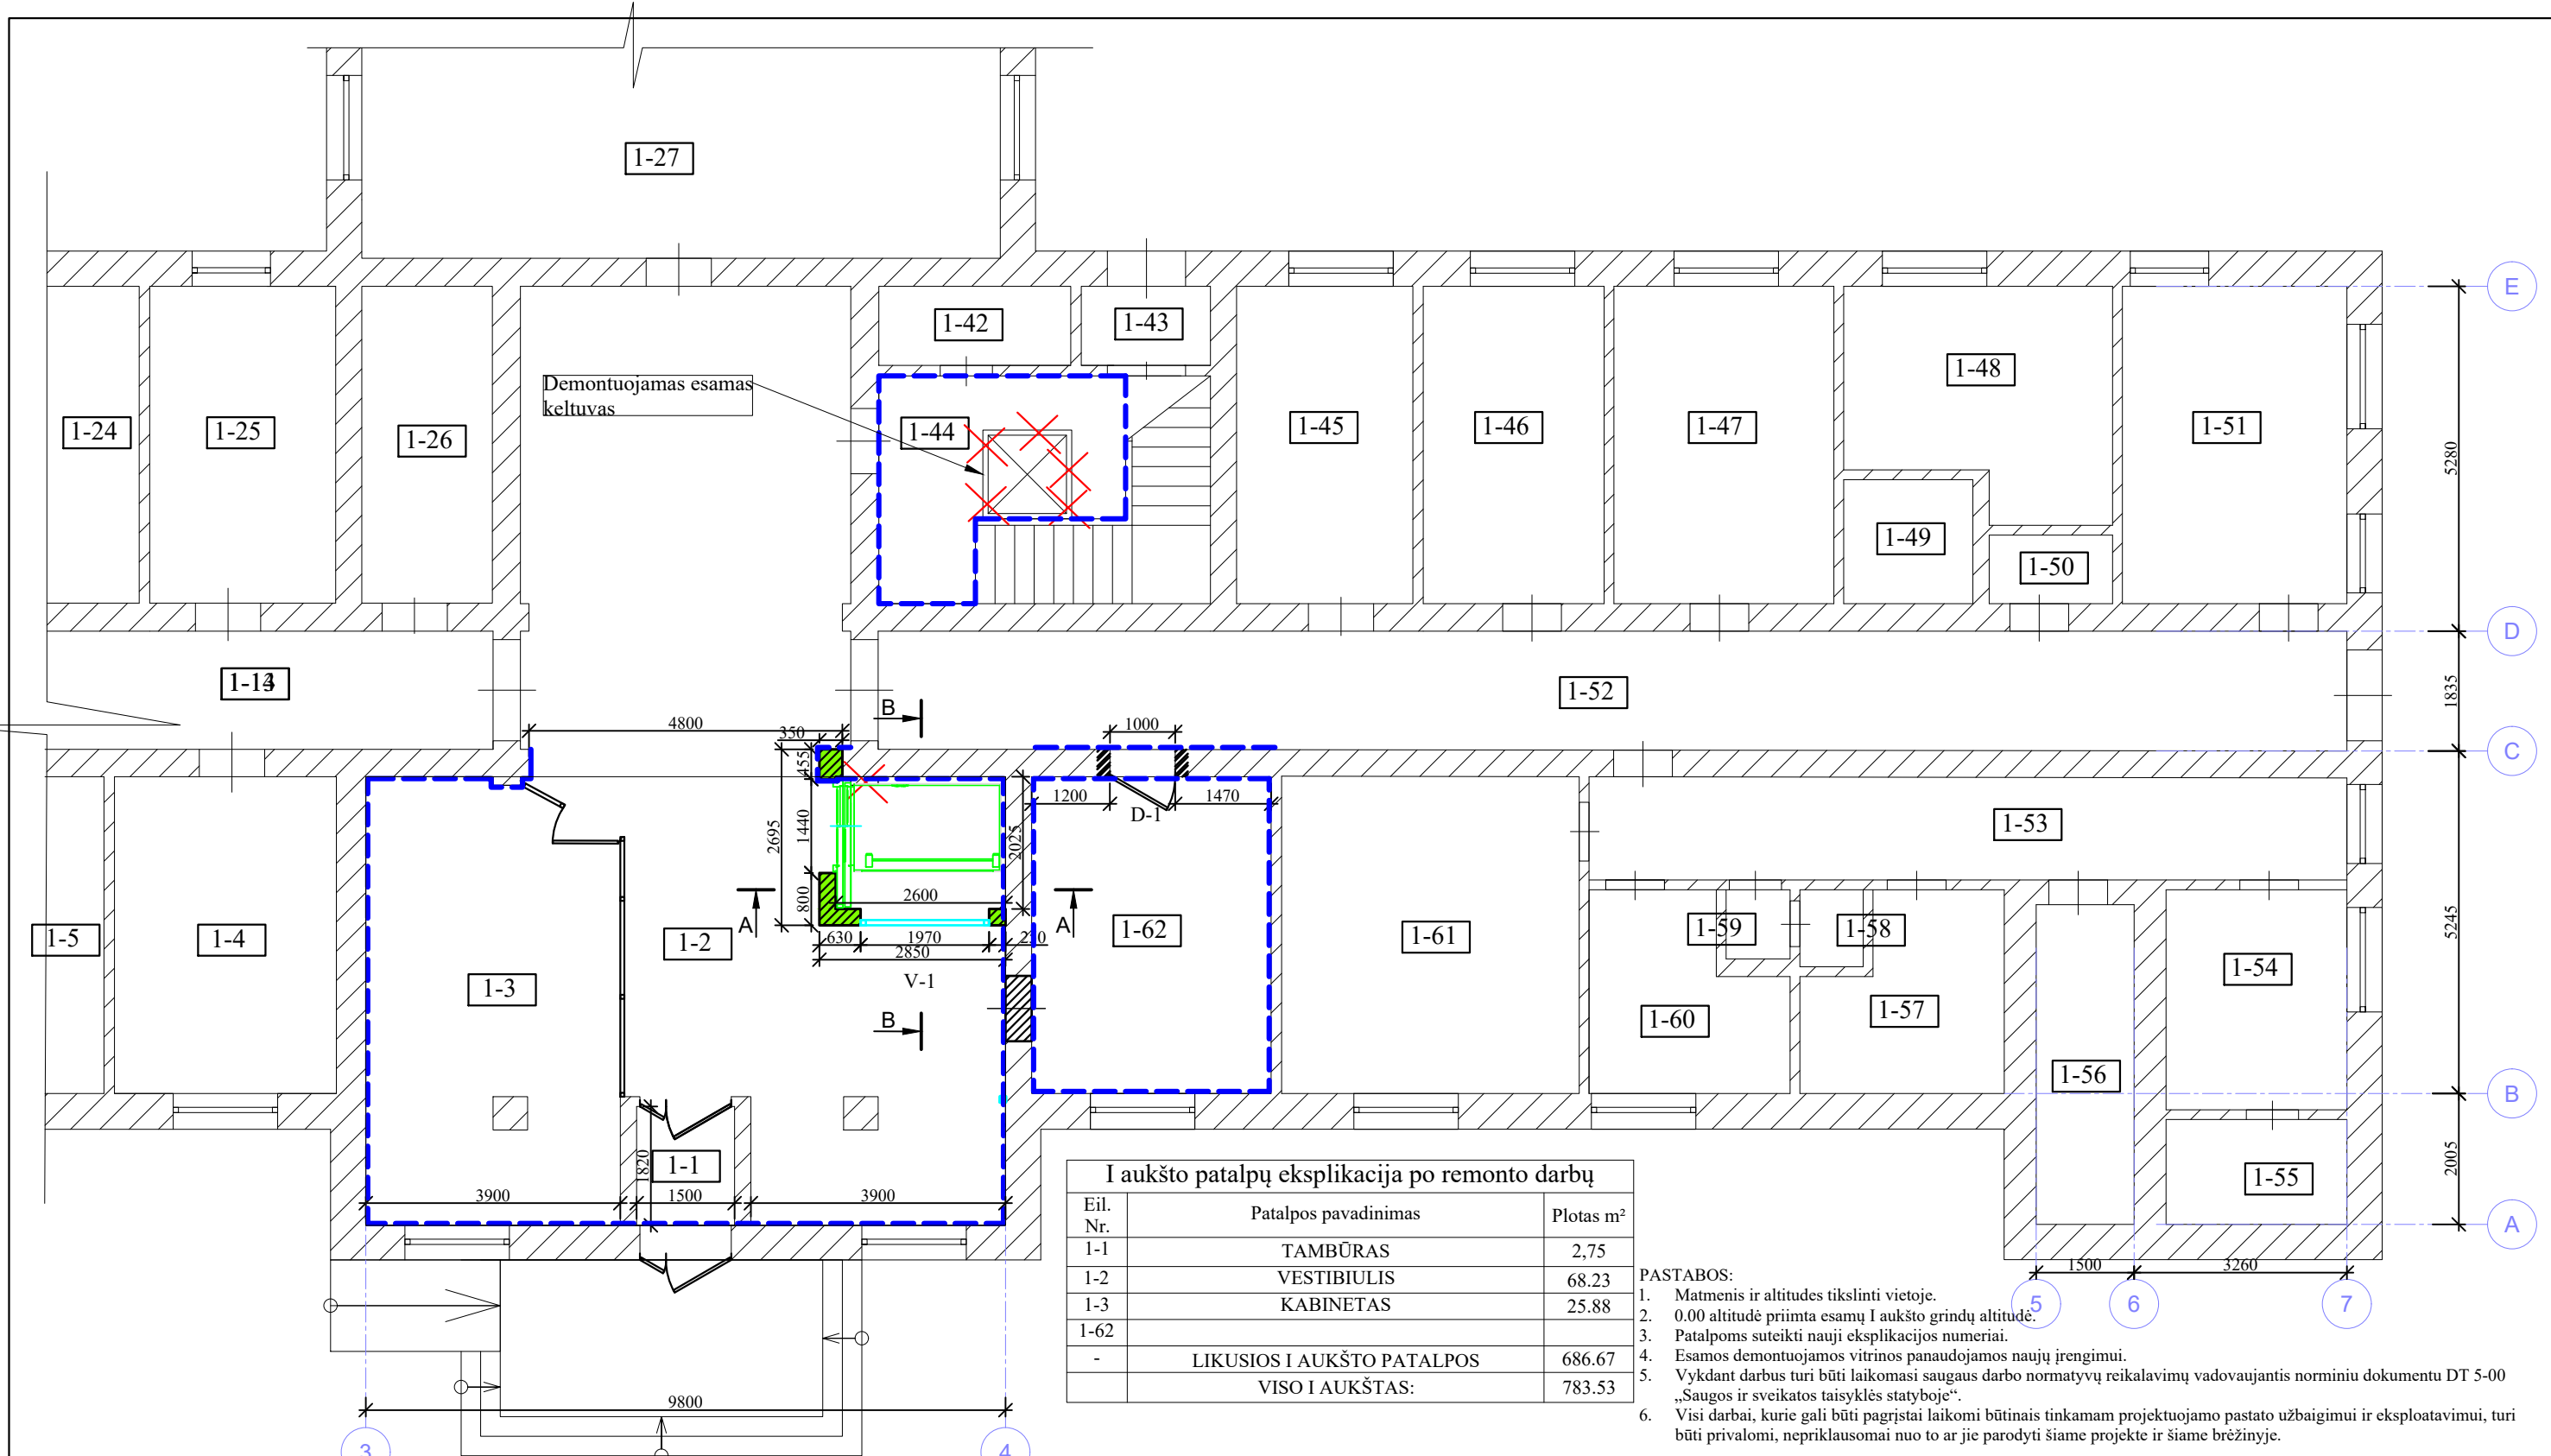 1-27
E
1-42
1-43
1-48
Demontuojamas esamas
keltuvas
1-24
1-25
1-26
1-44
1-45
1-46
1-47
1-51
5280
1-49
1-50
D
1-52
1835
B
4800
350
1000
C
455
1200
1470
D-1
2695
1440
2025
1-53
800
2600
A
A
1-5
1-4
1-2
630
1970
2850
V-1
1-62
1-61
1-59
1-58
5245
1-54
1-3
1-60
1-57
B
1-56
B
1820
1-1
2005
3900
1500
3900
1-55
A
1500
3260
5
6
7
9800
3
4
I aukšto patalpų eksplikacija po remonto darbų
Eil.
Nr.
Patalpos pavadinimas
Plotas m²
1-1 TAMBŪRAS 2,75
1-2 VESTIBIULIS 68.23
1-3 KABINETAS 25.88
1-62
- LIKUSIOS I AUKŠTO PATALPOS 686.67
VISO I AUKŠTAS: 783.53
PASTABOS:
1. Matmenis ir altitudes tikslinti vietoje.
2. 0.00 altitudė priimta esamų I aukšto grindų altitudė.
3. Patalpoms suteikti nauji eksplikacijos numeriai.
4. Esamos demontuojamos vitrinos panaudojamos naujų įrengimui.
5. Vykdant darbus turi būti laikomasi saugaus darbo normatyvų reikalavimų vadovaujantis norminiu dokumentu DT 5-00
„Saugos ir sveikatos taisyklės statyboje“.
6. Visi darbai, kurie gali būti pagrįstai laikomi būtinais tinkamam projektuojamo pastato užbaigimui ir eksploatavimui, turi
būti privalomi, nepriklausomai nuo to ar jie parodyti šiame projekte ir šiame brėžinyje.